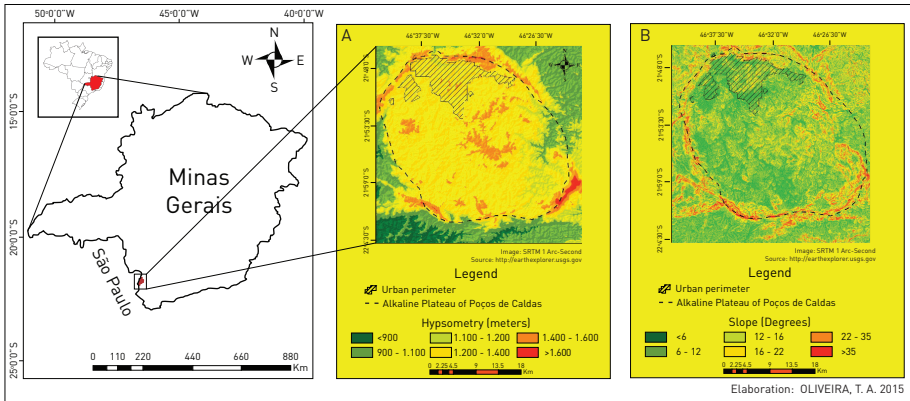 50°0'0"W 45°0'0"W 40°0'0"W
N
W E
S
15°0'0"S
20°0'0"S
25°0'0"S
Minas
Gerais
São Paulo
0 110 220 440 660 880
Km
A
46°37'30"W 46°32'0"W 46°26'30"W
21°48'0"S
21°53'30"S
21°59'0"S
22°4'30"S
Image: SRTM 1 Arc-Second
Source: http://earthexplorer.usgs.gov
Legend
Urban perimeter
Alkaline Plateau of Poços de Caldas
Hypsometry (meters)
<900 1.100 - 1.200 1.400 - 1.600
900 - 1.100 1.200 - 1.400 >1.600
0 2.25 4.5 9 13.5 18
Km
B
46°37'30"W 46°32'0"W 46°26'30"W
21°48'0"S
21°53'30"S
21°59'0"S
22°4'30"S
Image: SRTM 1 Arc-Second
Source: http://earthexplorer.usgs.gov
Legend
Urban perimeter
Alkaline Plateau of Poços de Caldas
Slope (Degrees)
<6 12 - 16 22 - 35
6 - 12 16 - 22 >35
0 2.25 4.5 9 13.5 18
Km
Elaboration: OLIVEIRA, T. A. 2015